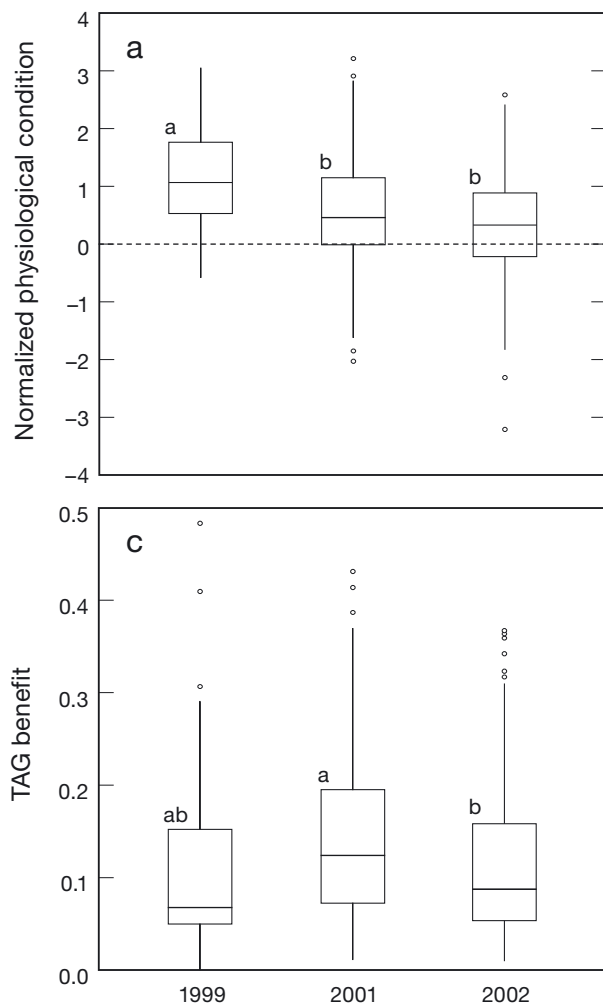 a
Normalized physiological condition
4
3
2
1
0
−1
−2
−3
−4
a
b
b
c
TAG benefit
0.5
0.4
0.3
0.2
0.1
0.0
ab
a
b
1999 2001 2002